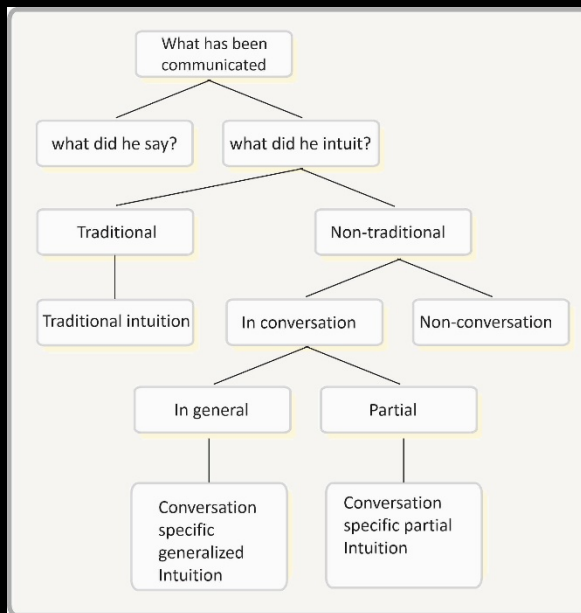 What has been
communicated
what did he say?
what did he intuit?
Traditional
Non-traditional
Traditional intuition
In conversation
Non-conversation
In general
Partial
Conversation
specific
generalized
Intuition
Conversation
specific partial
Intuition